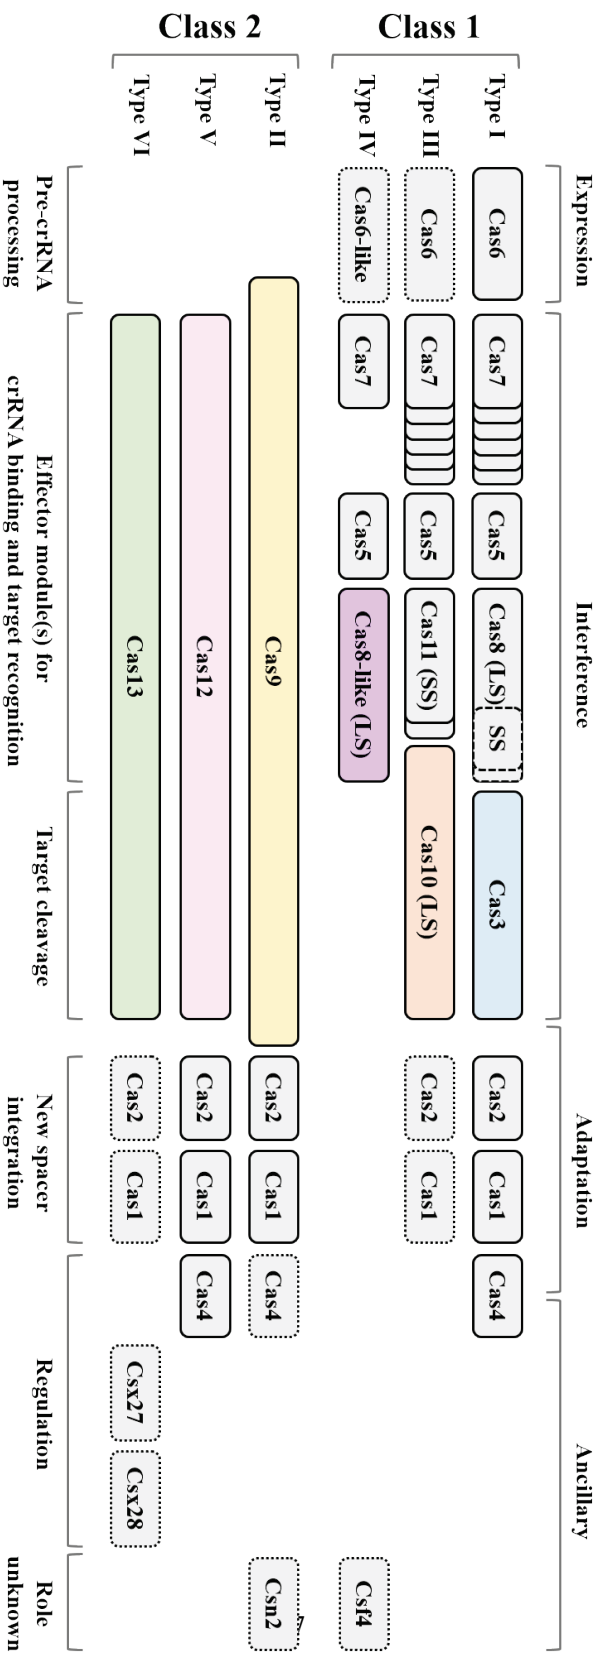 Expression
Interference
Adaptation
Ancillary
Class 1
Type I
Cas6
Cas7
Cas5
Cas8 (LS)
SS
Cas3
Cas2
Cas1
Cas4
Type III
Cas6
Cas7
Cas5
Cas11 (SS)
Cas10 (LS)
Cas2
Cas1
Type IV
Cas6-like
Cas7
Cas5
Cas8-like (LS)
Csf4
Class 2
Type II
Cas9
Cas2
Cas1
Cas4
Csn2
7
Type V
Cas12
Cas2
Cas1
Cas4
Type VI
Cas13
Cas2
Cas1
Csx27
Csx28
Pre-crRNA
processing
Effector module(s) for
crRNA binding and target recognition
Target cleavage
New spacer
integration
Regulation
Role
unknown